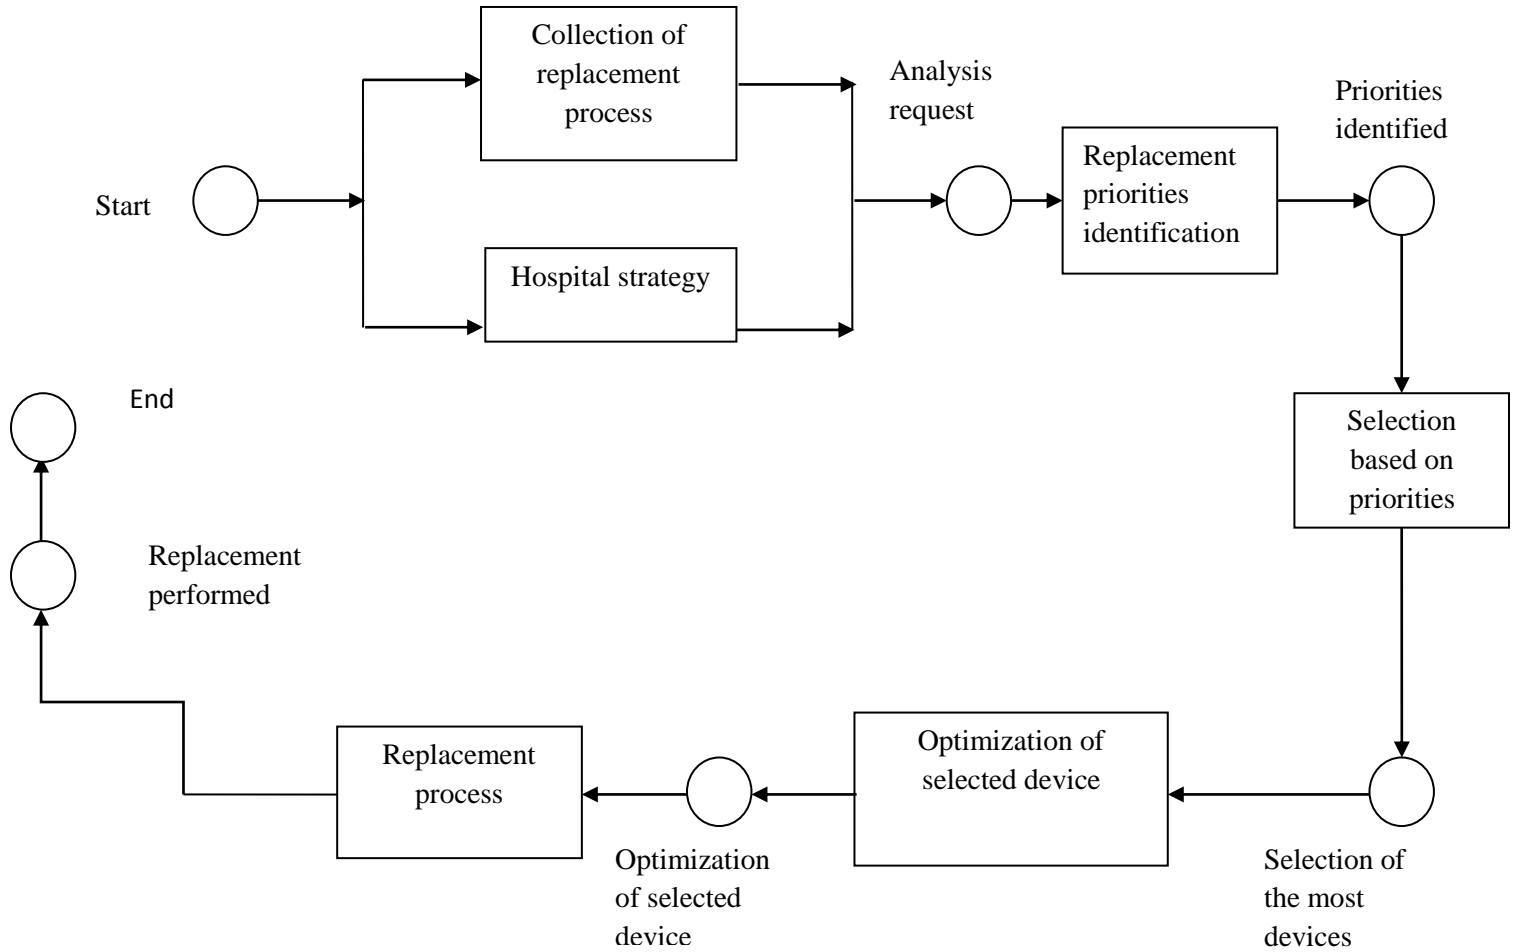 Collection of
replacement
process
Analysis
request
Priorities
identified
Replacement
priorities
identification
Start
Hospital strategy
End
Selection
based on
priorities
Replacement
performed
Optimization of
selected device
Replacement
process
Optimization
of selected
device
Selection of
the most
devices